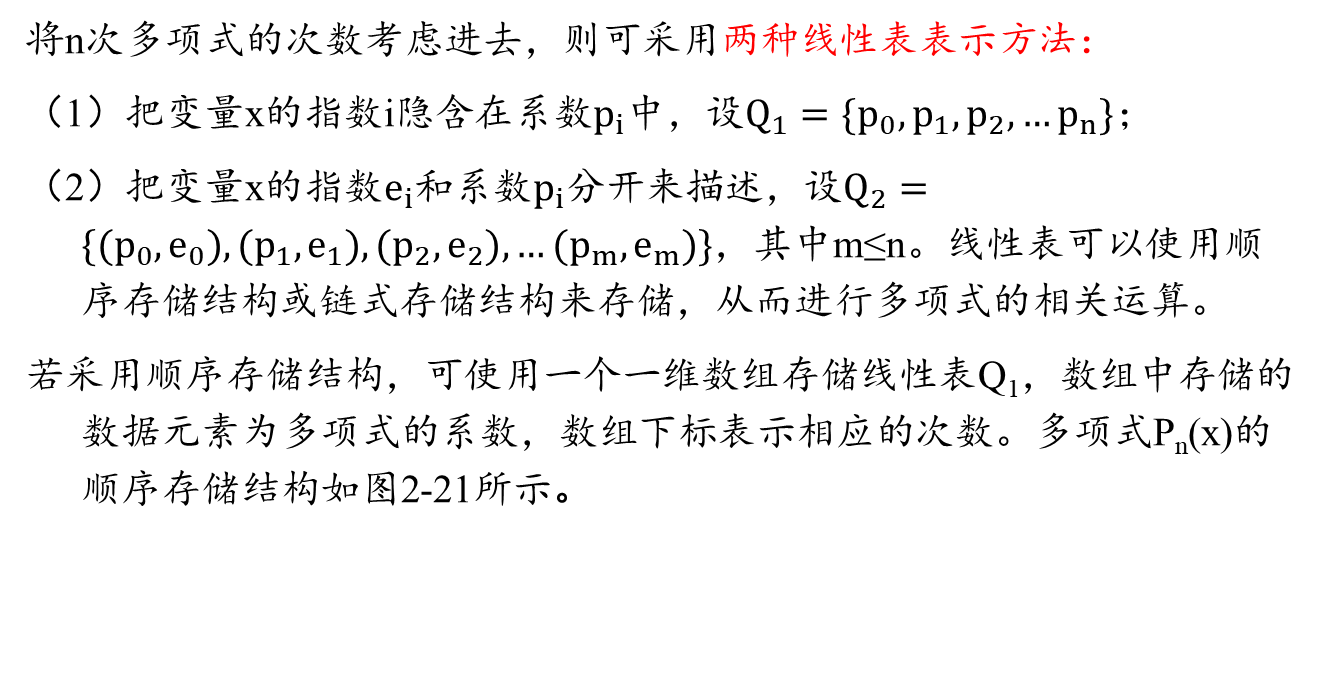 将n次多项式的次数考虑进去，则可采用两种线性表表示方法：
（1）把变量x的指数i隐含在系数pᵢ中，设Q₁ = {p₀, p₁, p₂, … pₙ}；
（2）把变量x的指数eᵢ和系数pᵢ分开来描述，设Q₂ =
{(p₀, e₀), (p₁, e₁), (p₂, e₂), … (pₘ, eₘ)}，其中m≤n。线性表可以使用顺
序存储结构或链式存储结构来存储，从而进行多项式的相关运算。
若采用顺序存储结构，可使用一个一维数组存储线性表Q₁，数组中存储的
数据元素为多项式的系数，数组下标表示相应的次数。多项式Pₙ(x)的
顺序存储结构如图2-21所示。